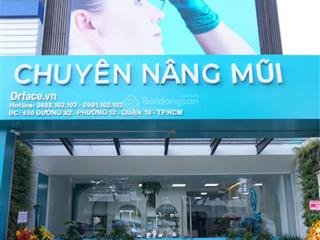 CHUYÊN NÂNG MŨI
Drface.vn
Hotline: 0888.102.102 - 0991.102.102
ĐC: 450 ĐƯỜNG 3/2 - PHƯỜNG 12 - QUẬN 10 - TP.HCM
Batdongsan